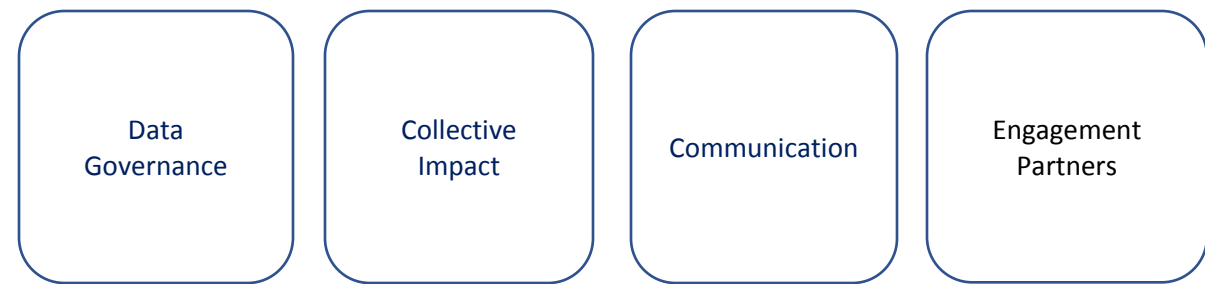 Data
Governance
Collective
Impact
Communication
Engagement
Partners